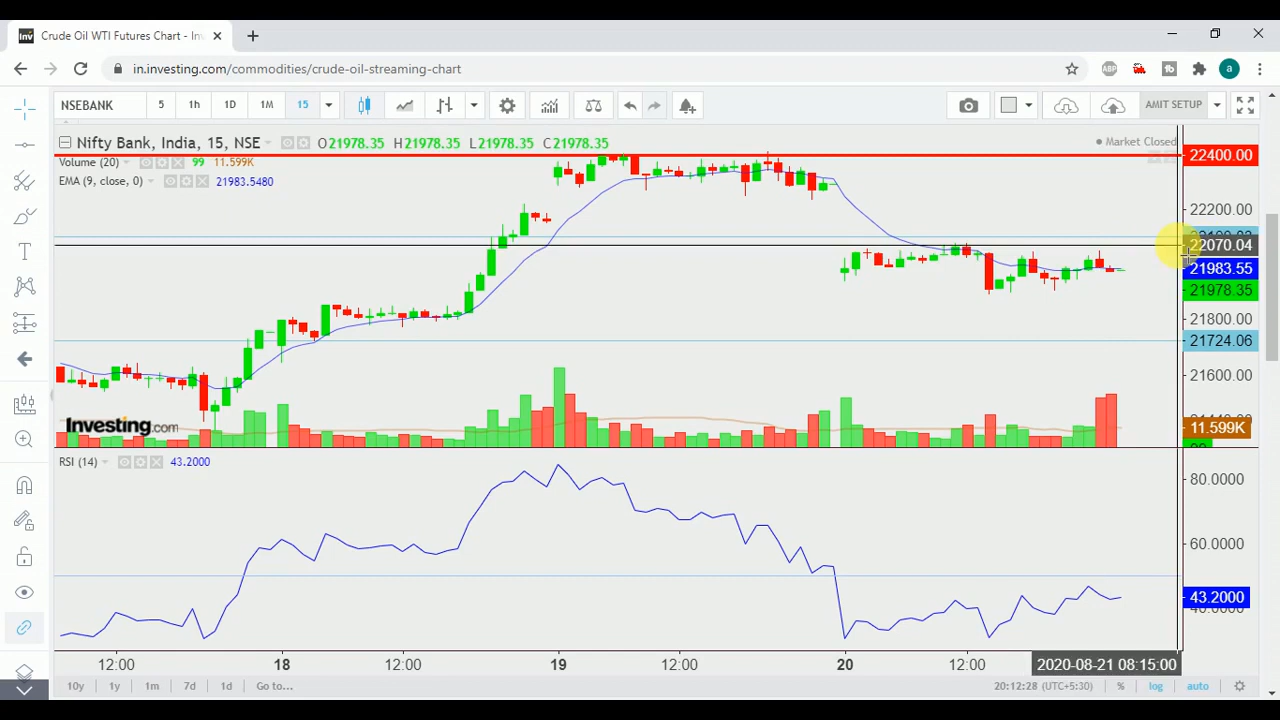 Crude Oil WTI Futures Chart - In
in.investing.com/commodities/crude-oil-streaming-chart
ABP
a
NSEBANK 5 1h 1D 1M 15 AMIT SETUP
Nifty Bank, India, 15, NSE O21978.35 H21978.35 L21978.35 C21978.35
Market Closed
Volume (20) 99 11.599K
EMA (9, close, 0) 21983.5480
22400.00
22200.00
22070.04
21983.55
21978.35
21800.00
21724.06
21600.00
11.599K
Investing.com
RSI (14) 43.2000
80.0000
60.0000
43.2000
40.0000
12:00 18 12:00 19 12:00 20 12:00 2020-08-21 08:15:00
10y 1y 1m 7d 1d Go to... 20:12:28 (UTC+5:30) % log auto